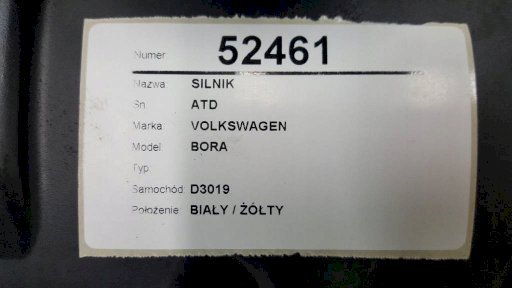 Numer 52461
Nazwa SILNIK
Sn. ATD
Marka VOLKSWAGEN
Model BORA
Typ
Samochód D3019
Położenie BIAŁY / ŻÓŁTY